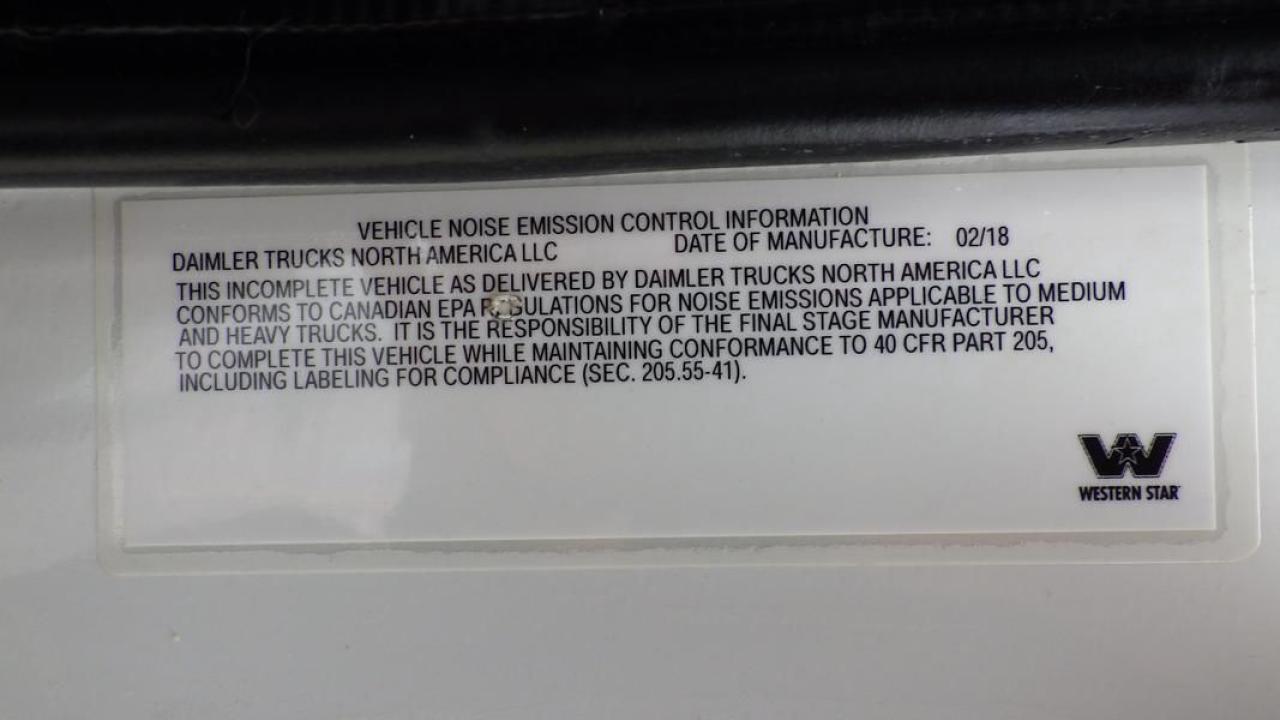 VEHICLE NOISE EMISSION CONTROL INFORMATION
DAIMLER TRUCKS NORTH AMERICA LLC DATE OF MANUFACTURE: 02/18
THIS INCOMPLETE VEHICLE AS DELIVERED BY DAIMLER TRUCKS NORTH AMERICA LLC
CONFORMS TO CANADIAN EPA REGULATIONS FOR NOISE EMISSIONS APPLICABLE TO MEDIUM
AND HEAVY TRUCKS. IT IS THE RESPONSIBILITY OF THE FINAL STAGE MANUFACTURER
TO COMPLETE THIS VEHICLE WHILE MAINTAINING CONFORMANCE TO 40 CFR PART 205,
INCLUDING LABELING FOR COMPLIANCE (SEC. 205.55-41).
WESTERN STAR